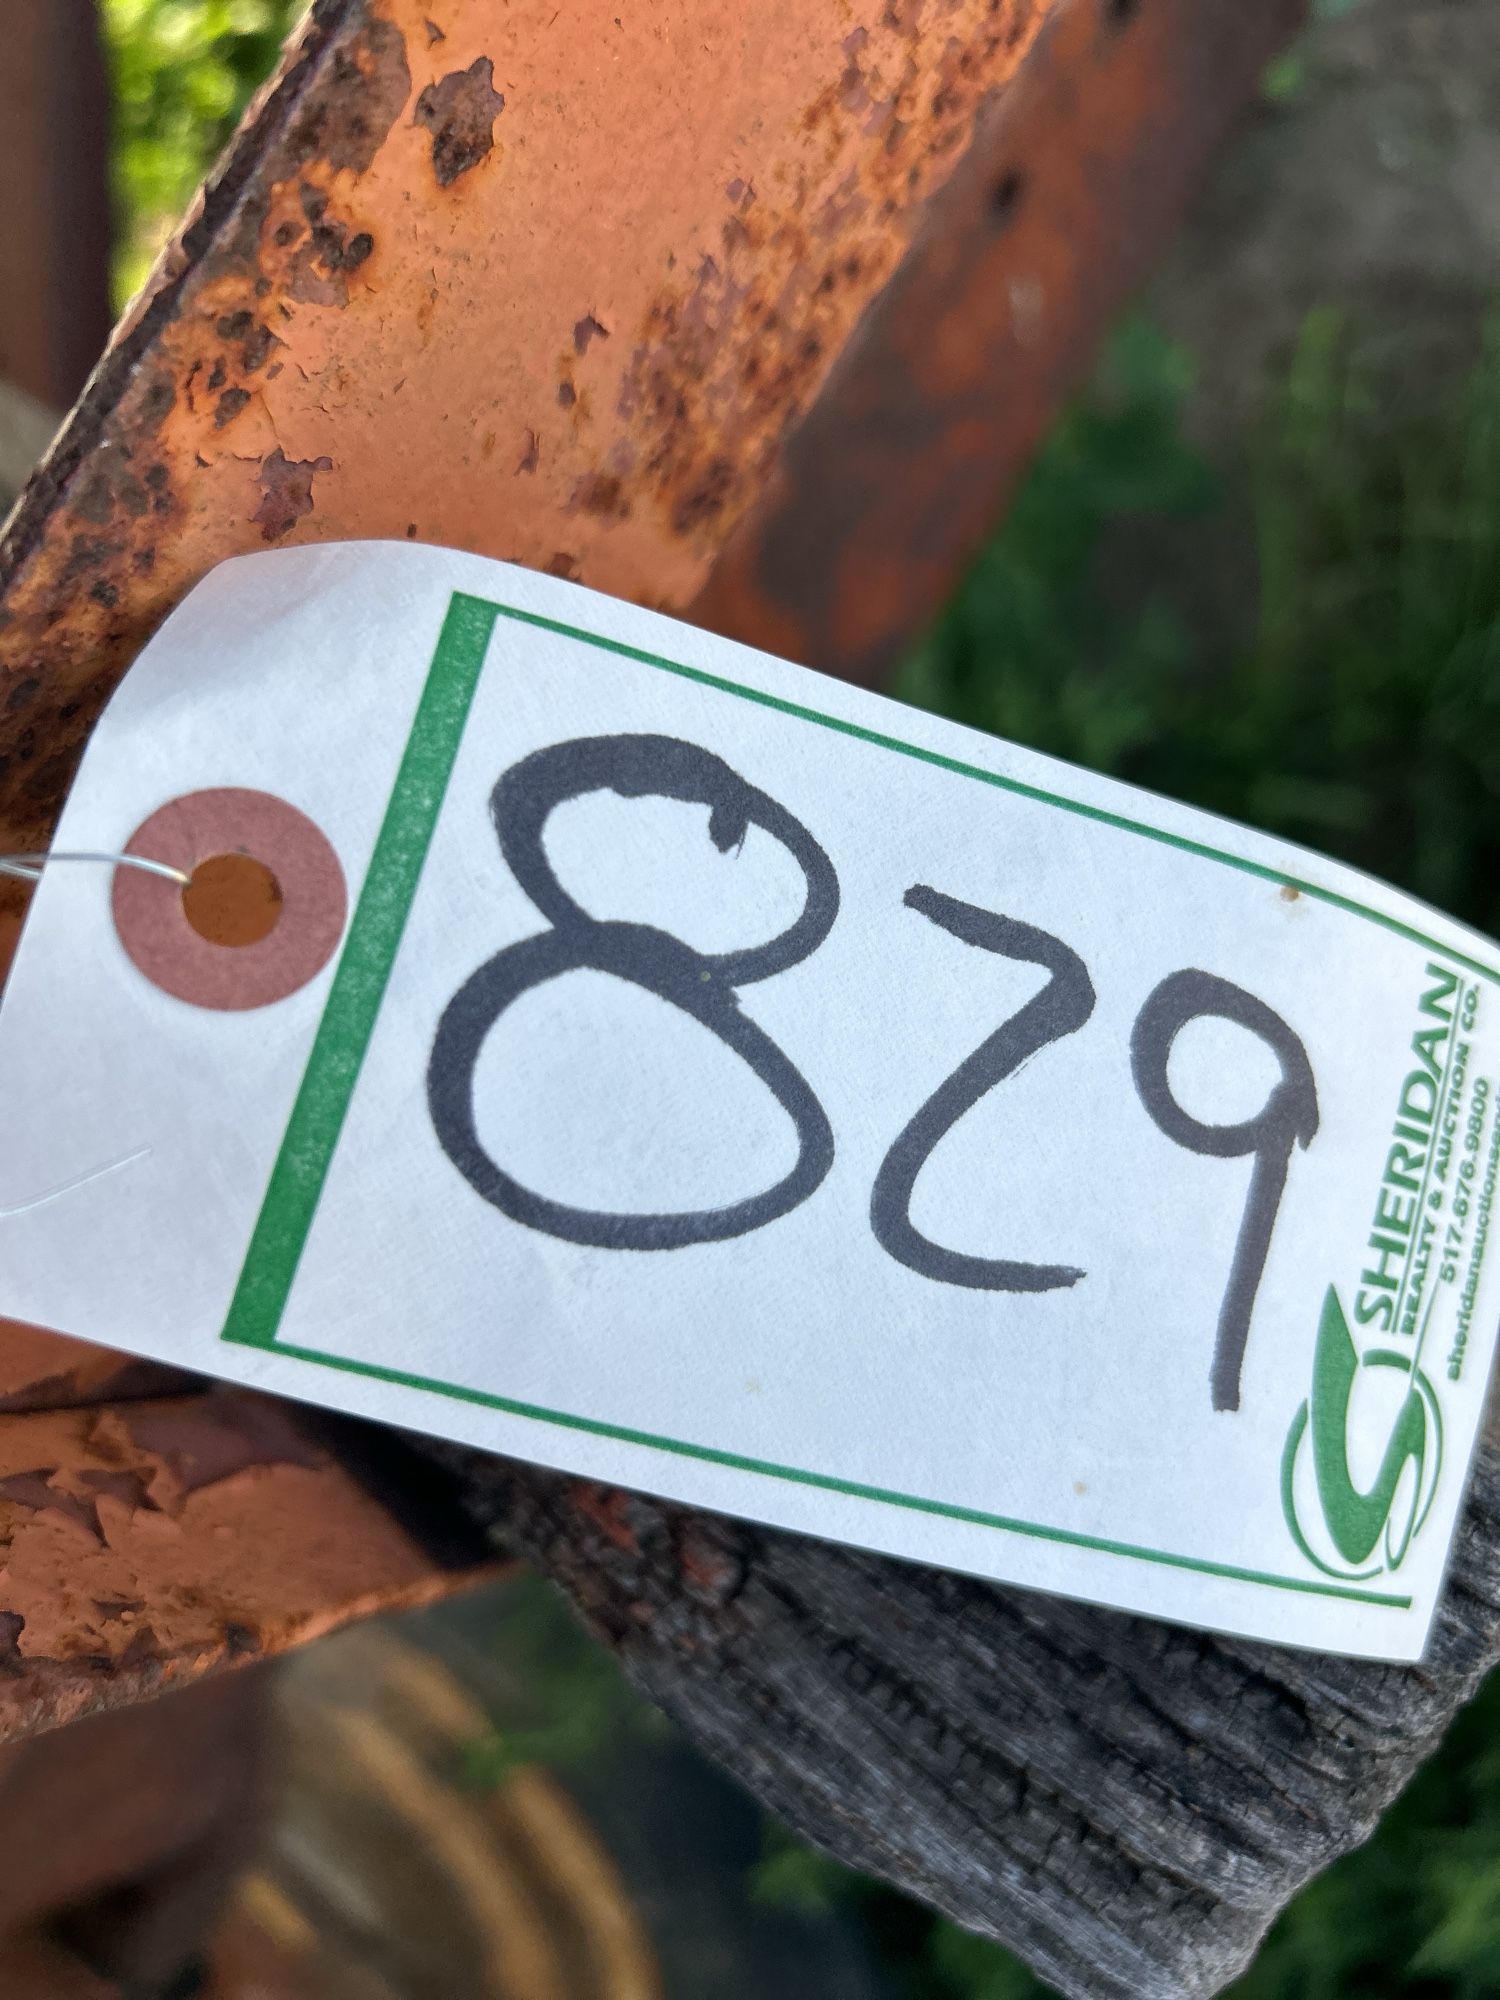 829
SHERIDAN
REALTY & AUCTION CO.
517.676.9800